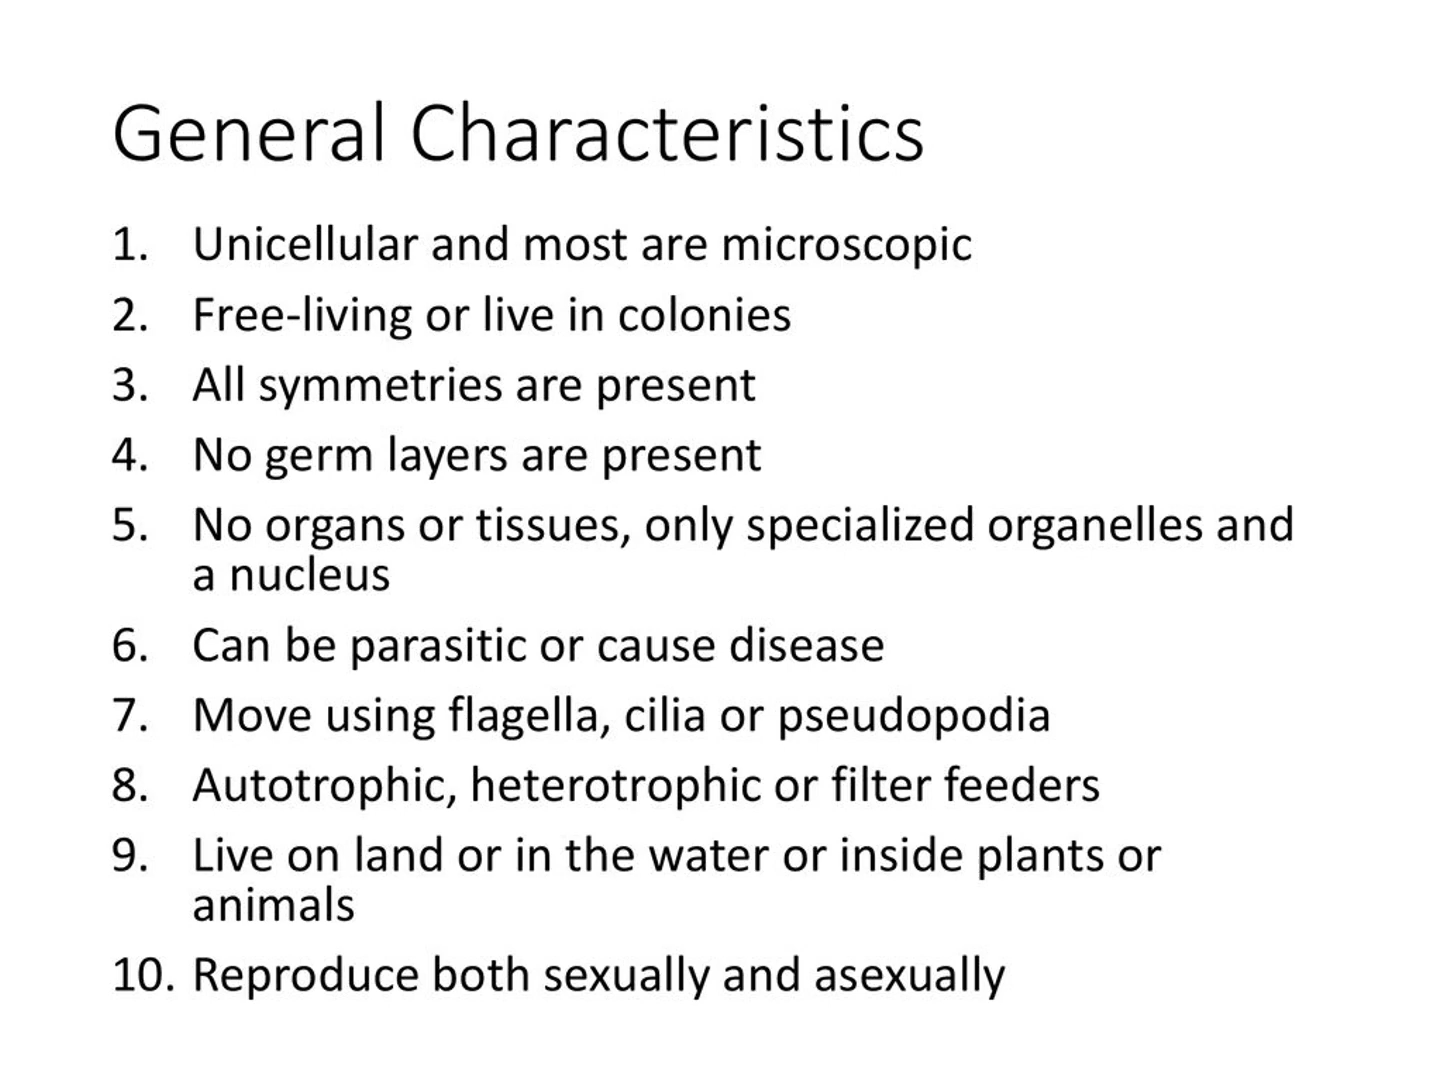 General Characteristics
1. Unicellular and most are microscopic
2. Free-living or live in colonies
3. All symmetries are present
4. No germ layers are present
5. No organs or tissues, only specialized organelles and
a nucleus
6. Can be parasitic or cause disease
7. Move using flagella, cilia or pseudopodia
8. Autotrophic, heterotrophic or filter feeders
9. Live on land or in the water or inside plants or
animals
10. Reproduce both sexually and asexually